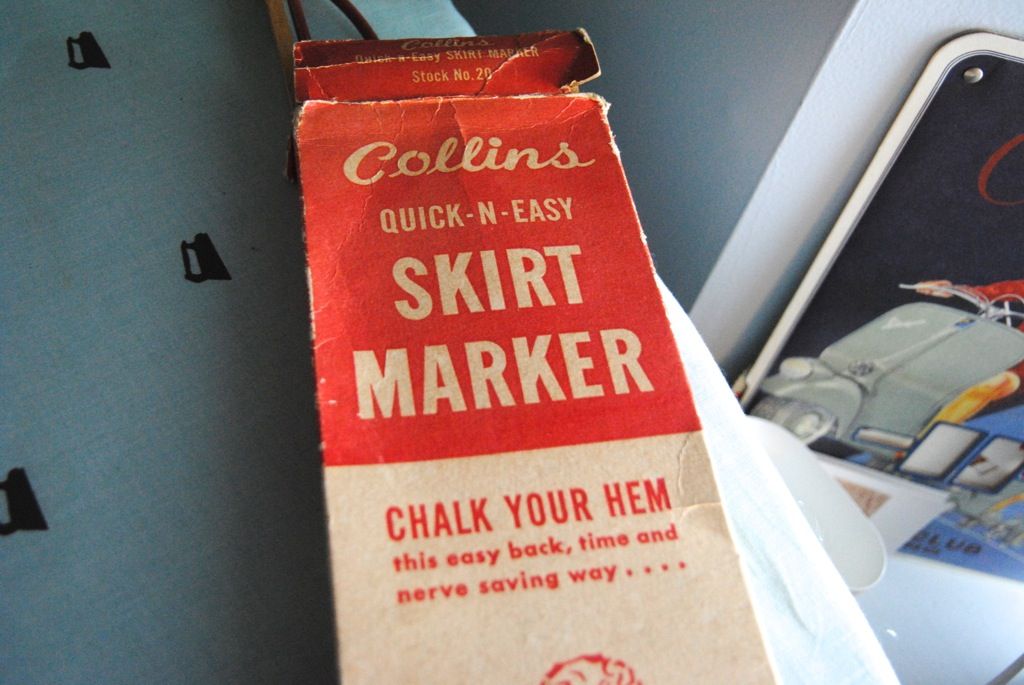 Collins
Quick-n-Easy SKIRT MARKER
Stock No. 20
Collins
QUICK-N-EASY
SKIRT
MARKER
CHALK YOUR HEM
this easy back, time and
nerve saving way . . . .
CLUB